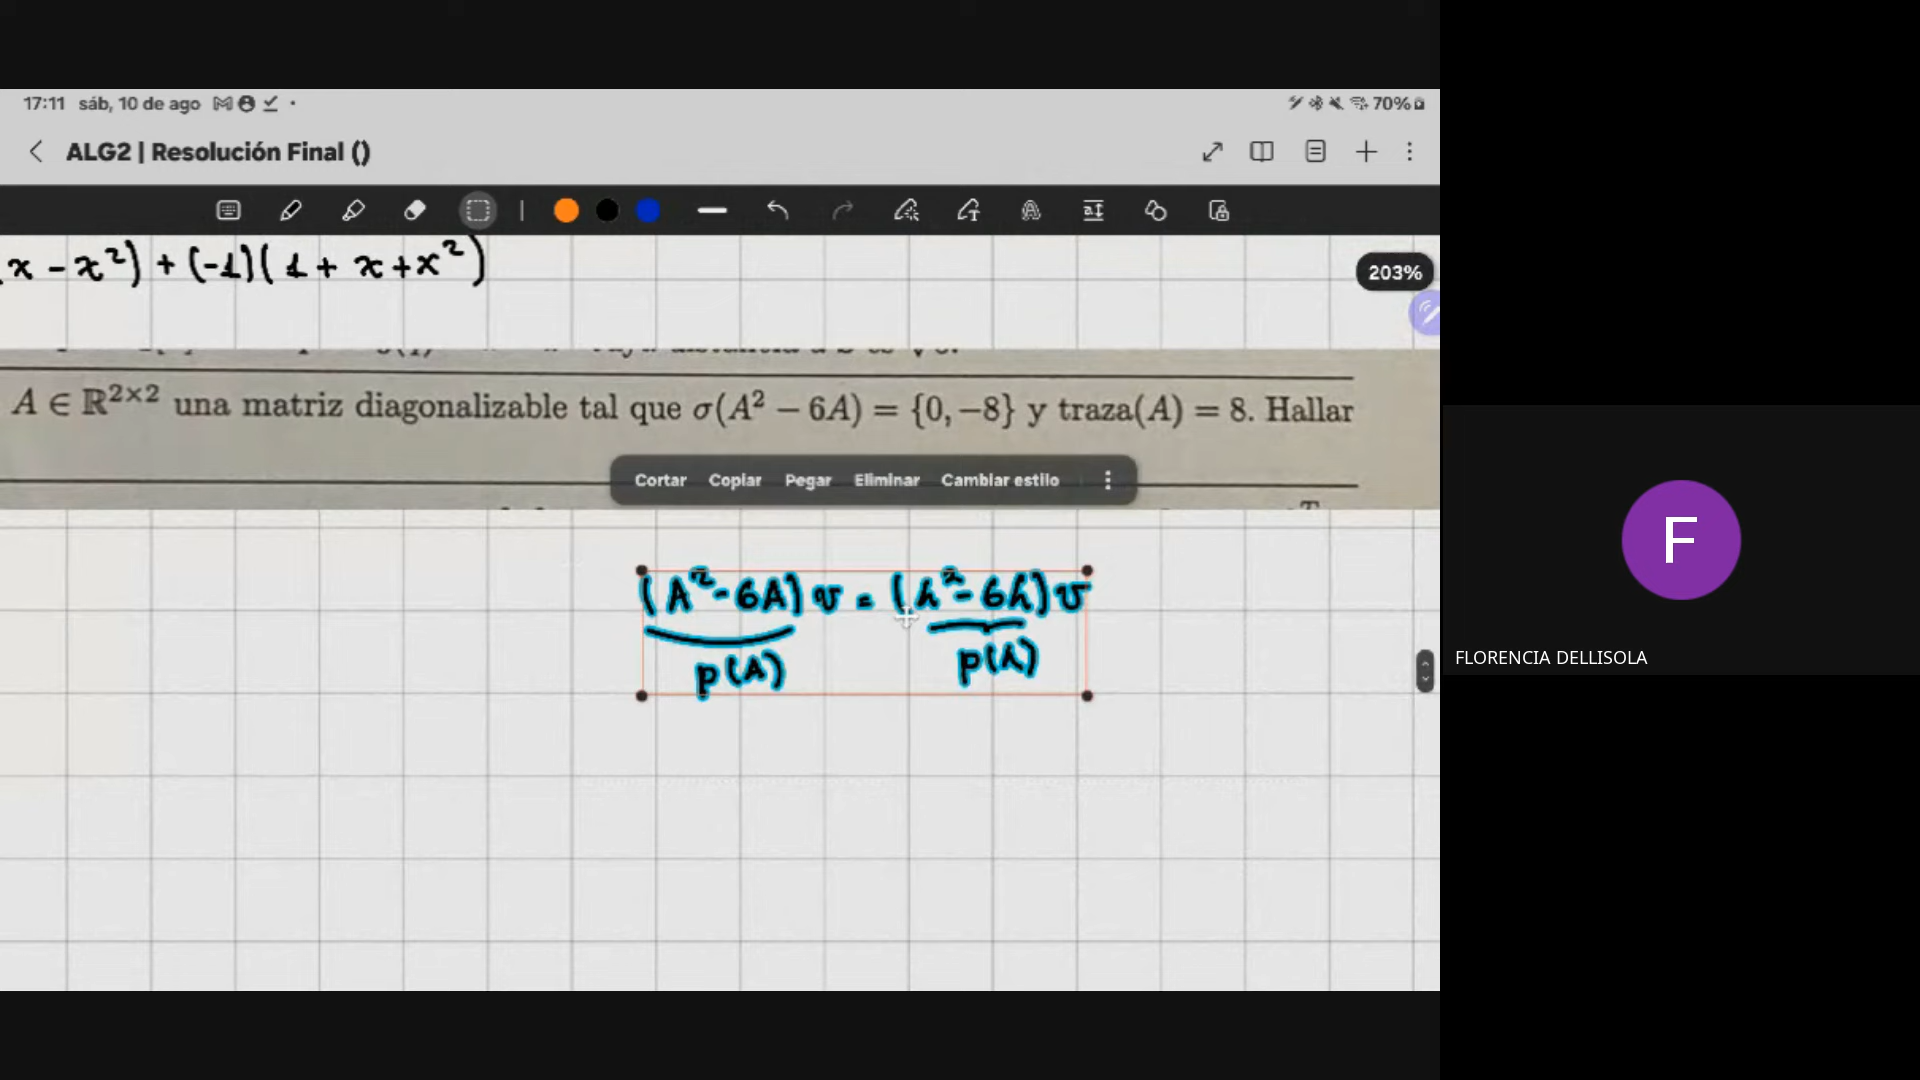 17:11 sáb, 10 de ago
70%
ALG2 | Resolución Final ()
x - x²) + (-1)(1 + x + x²)
203%
A ∈ ℝ²ˣ² una matriz diagonalizable tal que σ(A² − 6A) = {0, −8} y traza(A) = 8. Hallar
Cortar Copiar Pegar Eliminar Cambiar estilo
(A² - 6A) v = (λ² - 6λ) v
p(A) p(λ)
F
FLORENCIA DELLISOLA